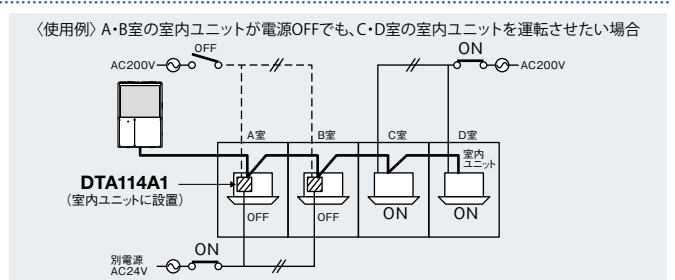 〈使用例〉A・B室の室内ユニットが電源OFFでも、C・D室の室内ユニットを運転させたい場合
OFF
ON
AC200V
AC200V
A室
B室
C室
D室
室内
ユニット
DTA114A1
(室内ユニットに設置)
OFF
OFF
ON
ON
ON
別電源
AC24V